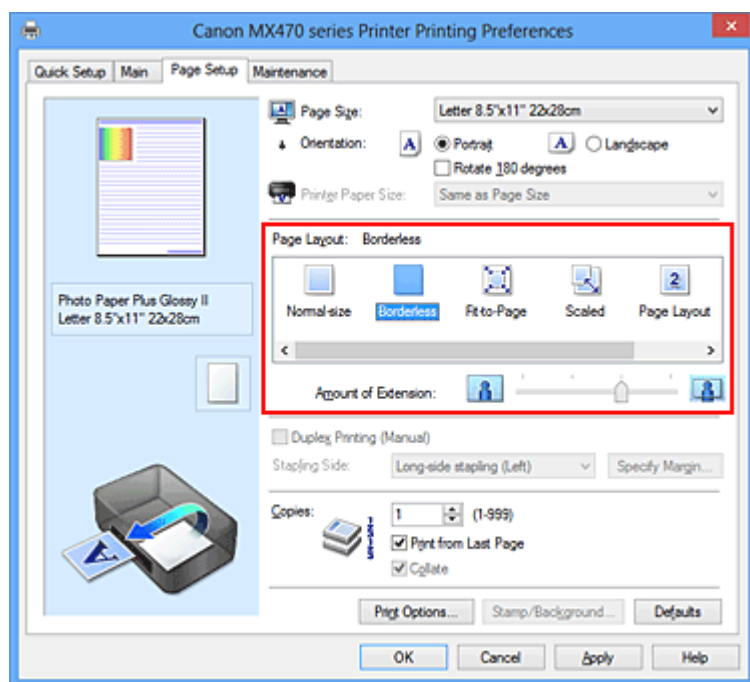 Canon MX470 series Printer Printing Preferences
Quick Setup Main Page Setup Maintenance
Page Size: Letter 8.5"x11" 22x28cm
Orientation: A Portrait A Landscape
Rotate 180 degrees
Printer Paper Size: Same as Page Size
Page Layout: Borderless
Photo Paper Plus Glossy II
Letter 8.5"x11" 22x28cm
2
Normal-size Borderless Fit-to-Page Scaled Page Layout
Amount of Extension:
Duplex Printing (Manual)
Stapling Side: Long-side stapling (Left) Specify Margin...
Copies: 1 (1-999)
Print from Last Page
Collate
A
Print Options... Stamp/Background... Defaults
OK Cancel Apply Help